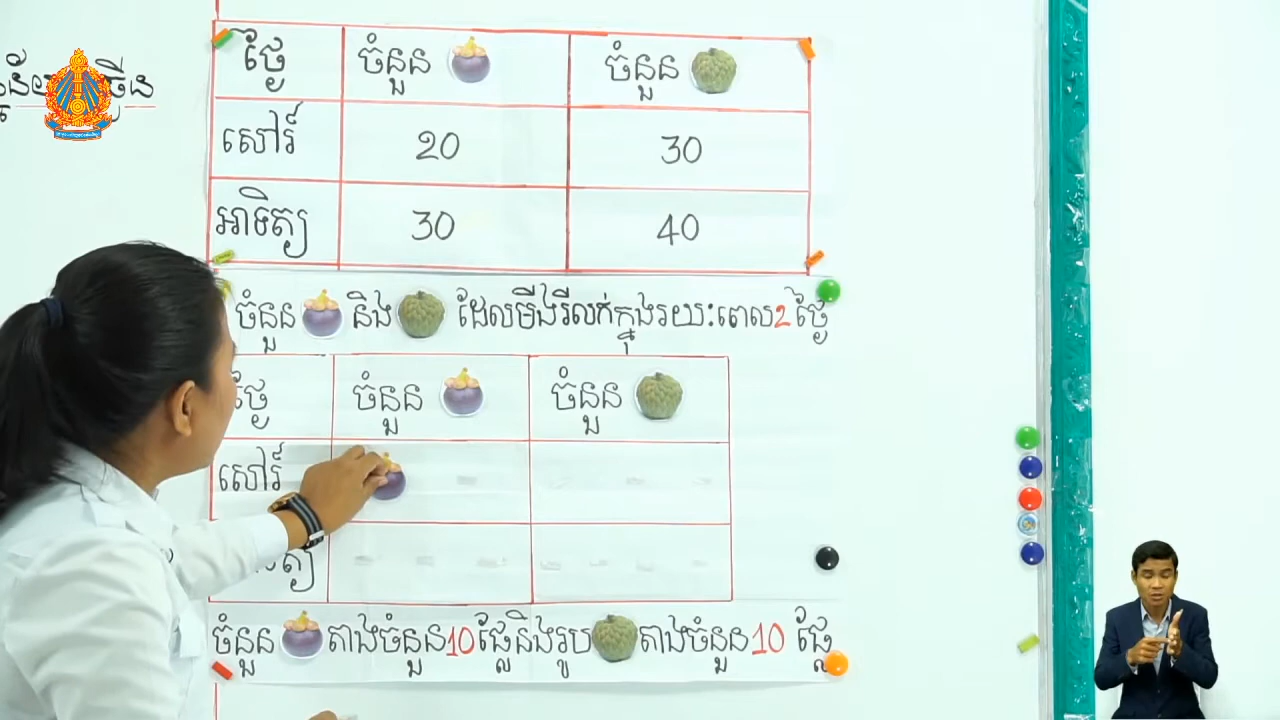 ថ្ងៃ ចំនួន ចំនួន
សៅរ៍ 20 30
អាទិត្យ 30 40
ចំនួន និង ដែលមីងរីលក់ក្នុងរយៈពេល2 ថ្ងៃ
ថ្ងៃ ចំនួន ចំនួន
សៅរ៍
ចំនួន តាងចំនួន10ផ្លែនិងរូប តាងចំនួន10 ផ្លែ